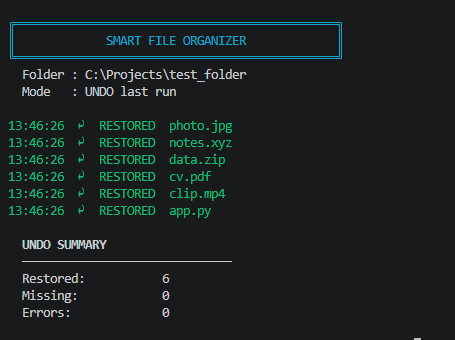 SMART FILE ORGANIZER
Folder : C:\Projects\test_folder
Mode   : UNDO last run
13:46:26  ↲  RESTORED  photo.jpg
13:46:26  ↲  RESTORED  notes.xyz
13:46:26  ↲  RESTORED  data.zip
13:46:26  ↲  RESTORED  cv.pdf
13:46:26  ↲  RESTORED  clip.mp4
13:46:26  ↲  RESTORED  app.py
UNDO SUMMARY
Restored:           6
Missing:            0
Errors:             0